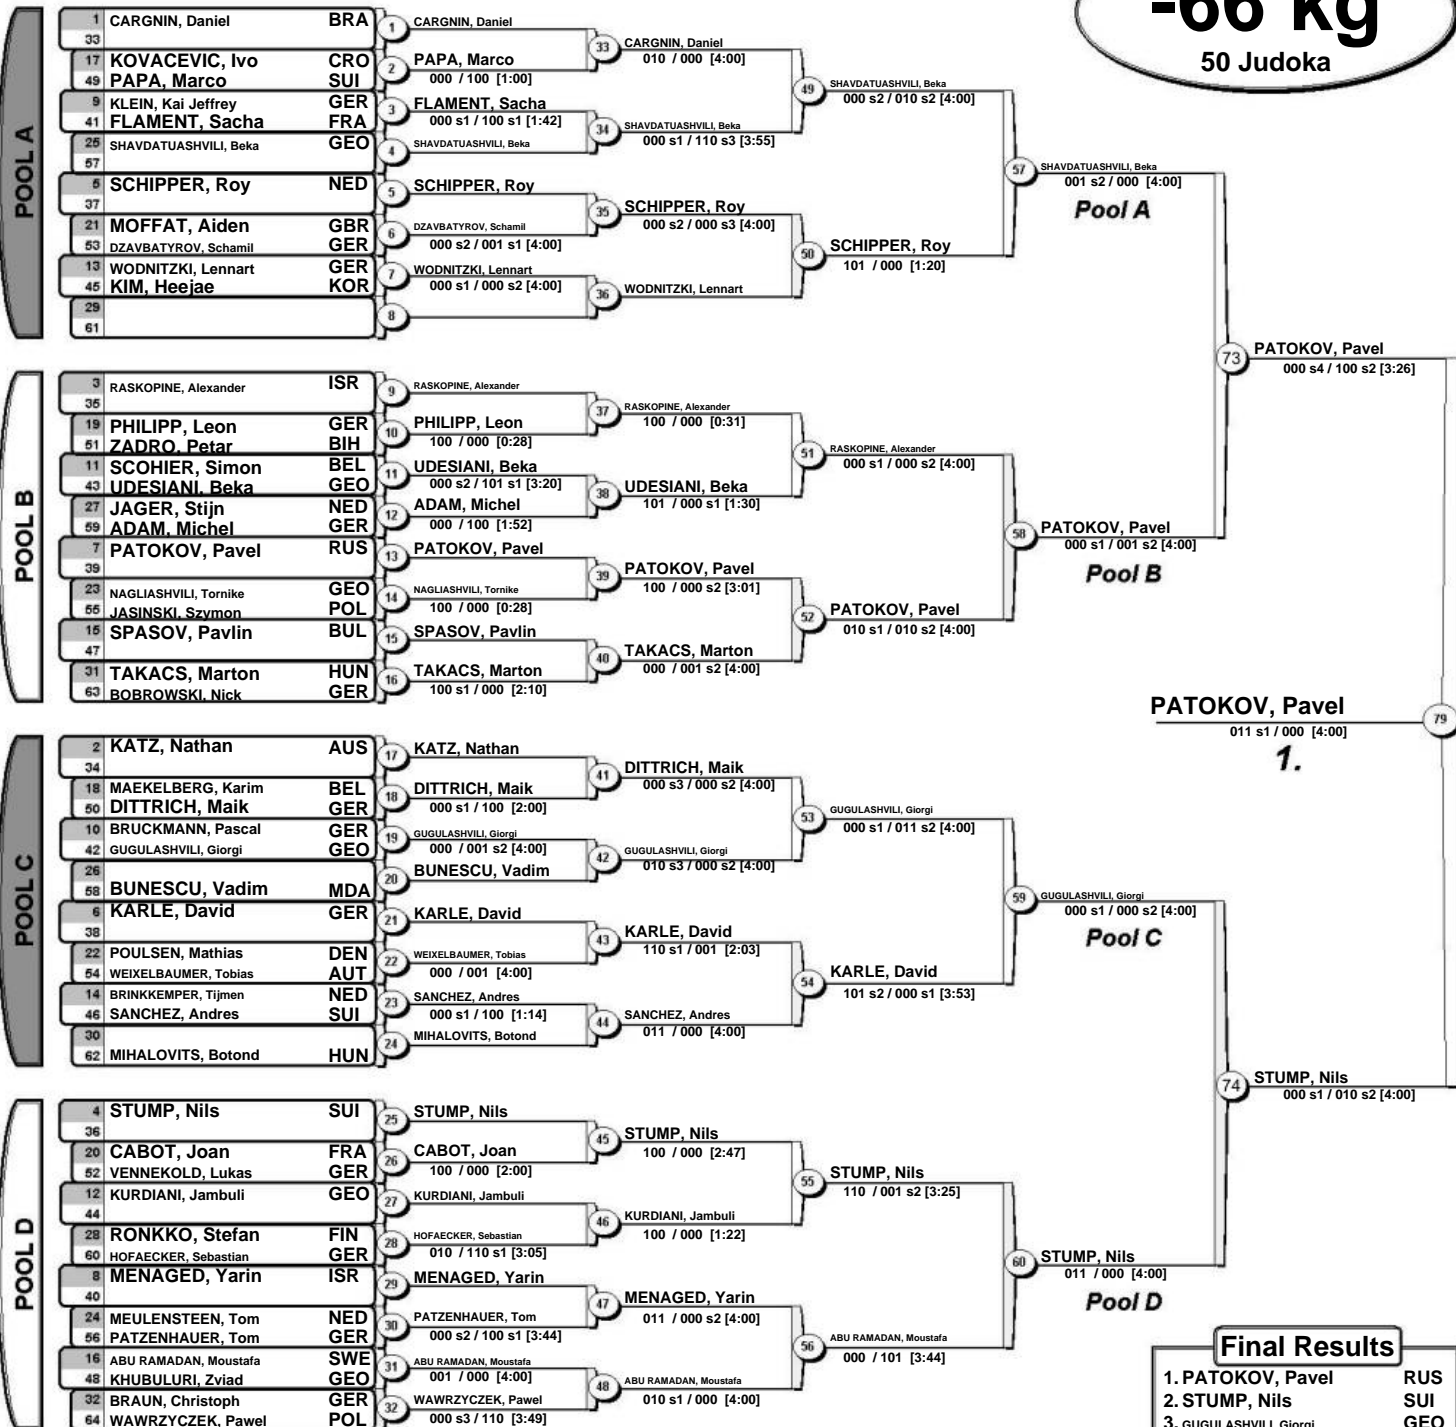 -66 kg
50 Judoka
POOL A
1 CARGNIN, Daniel BRA
33
17 KOVACEVIC, Ivo CRO
49 PAPA, Marco SUI
9 KLEIN, Kai Jeffrey GER
41 FLAMENT, Sacha FRA
25 SHAVDATUASHVILI, Beka GEO
57
5 SCHIPPER, Roy NED
37
21 MOFFAT, Aiden GBR
53 DZAVBATYROV, Schamil GER
13 WODNITZKI, Lennart GER
45 KIM, Heejae KOR
29
61
1 CARGNIN, Daniel
2 PAPA, Marco
000 / 100 [1:00]
3 FLAMENT, Sacha
000 s1 / 100 s1 [1:42]
4 SHAVDATUASHVILI, Beka
5 SCHIPPER, Roy
6 DZAVBATYROV, Schamil
000 s2 / 001 s1 [4:00]
7 WODNITZKI, Lennart
000 s1 / 000 s2 [4:00]
8
33 CARGNIN, Daniel
010 / 000 [4:00]
34 SHAVDATUASHVILI, Beka
000 s1 / 110 s3 [3:55]
35 SCHIPPER, Roy
000 s2 / 000 s3 [4:00]
36 WODNITZKI, Lennart
49 SHAVDATUASHVILI, Beka
000 s2 / 010 s2 [4:00]
50 SCHIPPER, Roy
101 / 000 [1:20]
57 SHAVDATUASHVILI, Beka
001 s2 / 000 [4:00]
Pool A
POOL B
3 RASKOPINE, Alexander ISR
35
19 PHILIPP, Leon GER
51 ZADRO, Petar BIH
11 SCOHIER, Simon BEL
43 UDESIANI, Beka GEO
27 JAGER, Stijn NED
59 ADAM, Michel GER
7 PATOKOV, Pavel RUS
39
23 NAGLIASHVILI, Tornike GEO
55 JASINSKI, Szymon POL
15 SPASOV, Pavlin BUL
47
31 TAKACS, Marton HUN
63 BOBROWSKI, Nick GER
9 RASKOPINE, Alexander
10 PHILIPP, Leon
100 / 000 [0:28]
11 UDESIANI, Beka
000 s2 / 101 s1 [3:20]
12 ADAM, Michel
000 / 100 [1:52]
13 PATOKOV, Pavel
14 NAGLIASHVILI, Tornike
100 / 000 [0:28]
15 SPASOV, Pavlin
16 TAKACS, Marton
100 s1 / 000 [2:10]
37 RASKOPINE, Alexander
100 / 000 [0:31]
38 UDESIANI, Beka
101 / 000 s1 [1:30]
39 PATOKOV, Pavel
100 / 000 s2 [3:01]
40 TAKACS, Marton
000 / 001 s2 [4:00]
51 RASKOPINE, Alexander
000 s1 / 000 s2 [4:00]
52 PATOKOV, Pavel
010 s1 / 010 s2 [4:00]
58 PATOKOV, Pavel
000 s1 / 001 s2 [4:00]
Pool B
73 PATOKOV, Pavel
000 s4 / 100 s2 [3:26]
PATOKOV, Pavel 79
011 s1 / 000 [4:00]
1.
POOL C
2 KATZ, Nathan AUS
34
18 MAEKELBERG, Karim BEL
50 DITTRICH, Maik GER
10 BRUCKMANN, Pascal GER
42 GUGULASHVILI, Giorgi GEO
26
58 BUNESCU, Vadim MDA
6 KARLE, David GER
38
22 POULSEN, Mathias DEN
54 WEIXELBAUMER, Tobias AUT
14 BRINKKEMPER, Tijmen NED
46 SANCHEZ, Andres SUI
30
62 MIHALOVITS, Botond HUN
17 KATZ, Nathan
18 DITTRICH, Maik
000 s1 / 100 [2:00]
19 GUGULASHVILI, Giorgi
000 / 001 s2 [4:00]
20 BUNESCU, Vadim
21 KARLE, David
22 WEIXELBAUMER, Tobias
000 / 001 [4:00]
23 SANCHEZ, Andres
000 s1 / 100 [1:14]
24 MIHALOVITS, Botond
41 DITTRICH, Maik
000 s3 / 000 s2 [4:00]
42 GUGULASHVILI, Giorgi
010 s3 / 000 s2 [4:00]
43 KARLE, David
110 s1 / 001 [2:03]
44 SANCHEZ, Andres
011 / 000 [4:00]
53 GUGULASHVILI, Giorgi
000 s1 / 011 s2 [4:00]
54 KARLE, David
101 s2 / 000 s1 [3:53]
59 GUGULASHVILI, Giorgi
000 s1 / 000 s2 [4:00]
Pool C
74 STUMP, Nils
000 s1 / 010 s2 [4:00]
POOL D
4 STUMP, Nils SUI
36
20 CABOT, Joan FRA
52 VENNEKOLD, Lukas GER
12 KURDIANI, Jambuli GEO
44
28 RONKKO, Stefan FIN
60 HOFAECKER, Sebastian GER
8 MENAGED, Yarin ISR
40
24 MEULENSTEEN, Tom NED
56 PATZENHAUER, Tom GER
16 ABU RAMADAN, Moustafa SWE
48 KHUBULURI, Zviad GEO
32 BRAUN, Christoph GER
64 WAWRZYCZEK, Pawel POL
25 STUMP, Nils
26 CABOT, Joan
100 / 000 [2:00]
27 KURDIANI, Jambuli
28 HOFAECKER, Sebastian
010 / 110 s1 [3:05]
29 MENAGED, Yarin
30 PATZENHAUER, Tom
000 s2 / 100 s1 [3:44]
31 ABU RAMADAN, Moustafa
001 / 000 [4:00]
32 WAWRZYCZEK, Pawel
000 s3 / 110 [3:49]
45 STUMP, Nils
100 / 000 [2:47]
46 KURDIANI, Jambuli
100 / 000 [1:22]
47 MENAGED, Yarin
011 / 000 s2 [4:00]
48 ABU RAMADAN, Moustafa
010 s1 / 000 [4:00]
55 STUMP, Nils
110 / 001 s2 [3:25]
56 ABU RAMADAN, Moustafa
000 / 101 [3:44]
60 STUMP, Nils
011 / 000 [4:00]
Pool D
Final Results
1. PATOKOV, Pavel RUS
2. STUMP, Nils SUI
3. GUGULASHVILI, Giorgi GEO